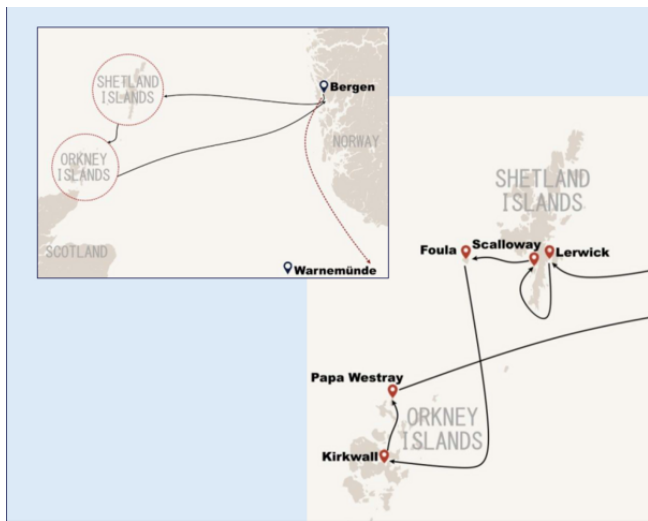 Bergen
SHETLAND
ISLANDS
NORWAY
ORKNEY
ISLANDS
SCOTLAND
Warnemünde
SHETLAND
ISLANDS
Foula
Scalloway
Lerwick
Papa Westray
ORKNEY
ISLANDS
Kirkwall